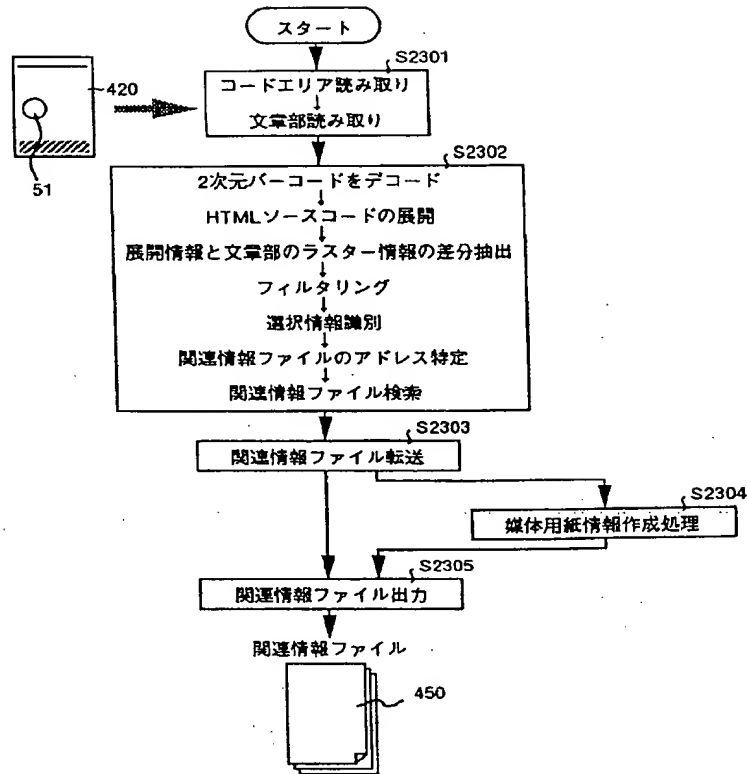 スタート
S2301
420
コードエリア読み取り
文章部読み取り
51
S2302
2次元バーコードをデコード
HTMLソースコードの展開
展開情報と文章部のラスター情報の差分抽出
フィルタリング
選択情報識別
関連情報ファイルのアドレス特定
関連情報ファイル検索
S2303
関連情報ファイル転送
S2304
媒体用紙情報作成処理
S2305
関連情報ファイル出力
関連情報ファイル
450